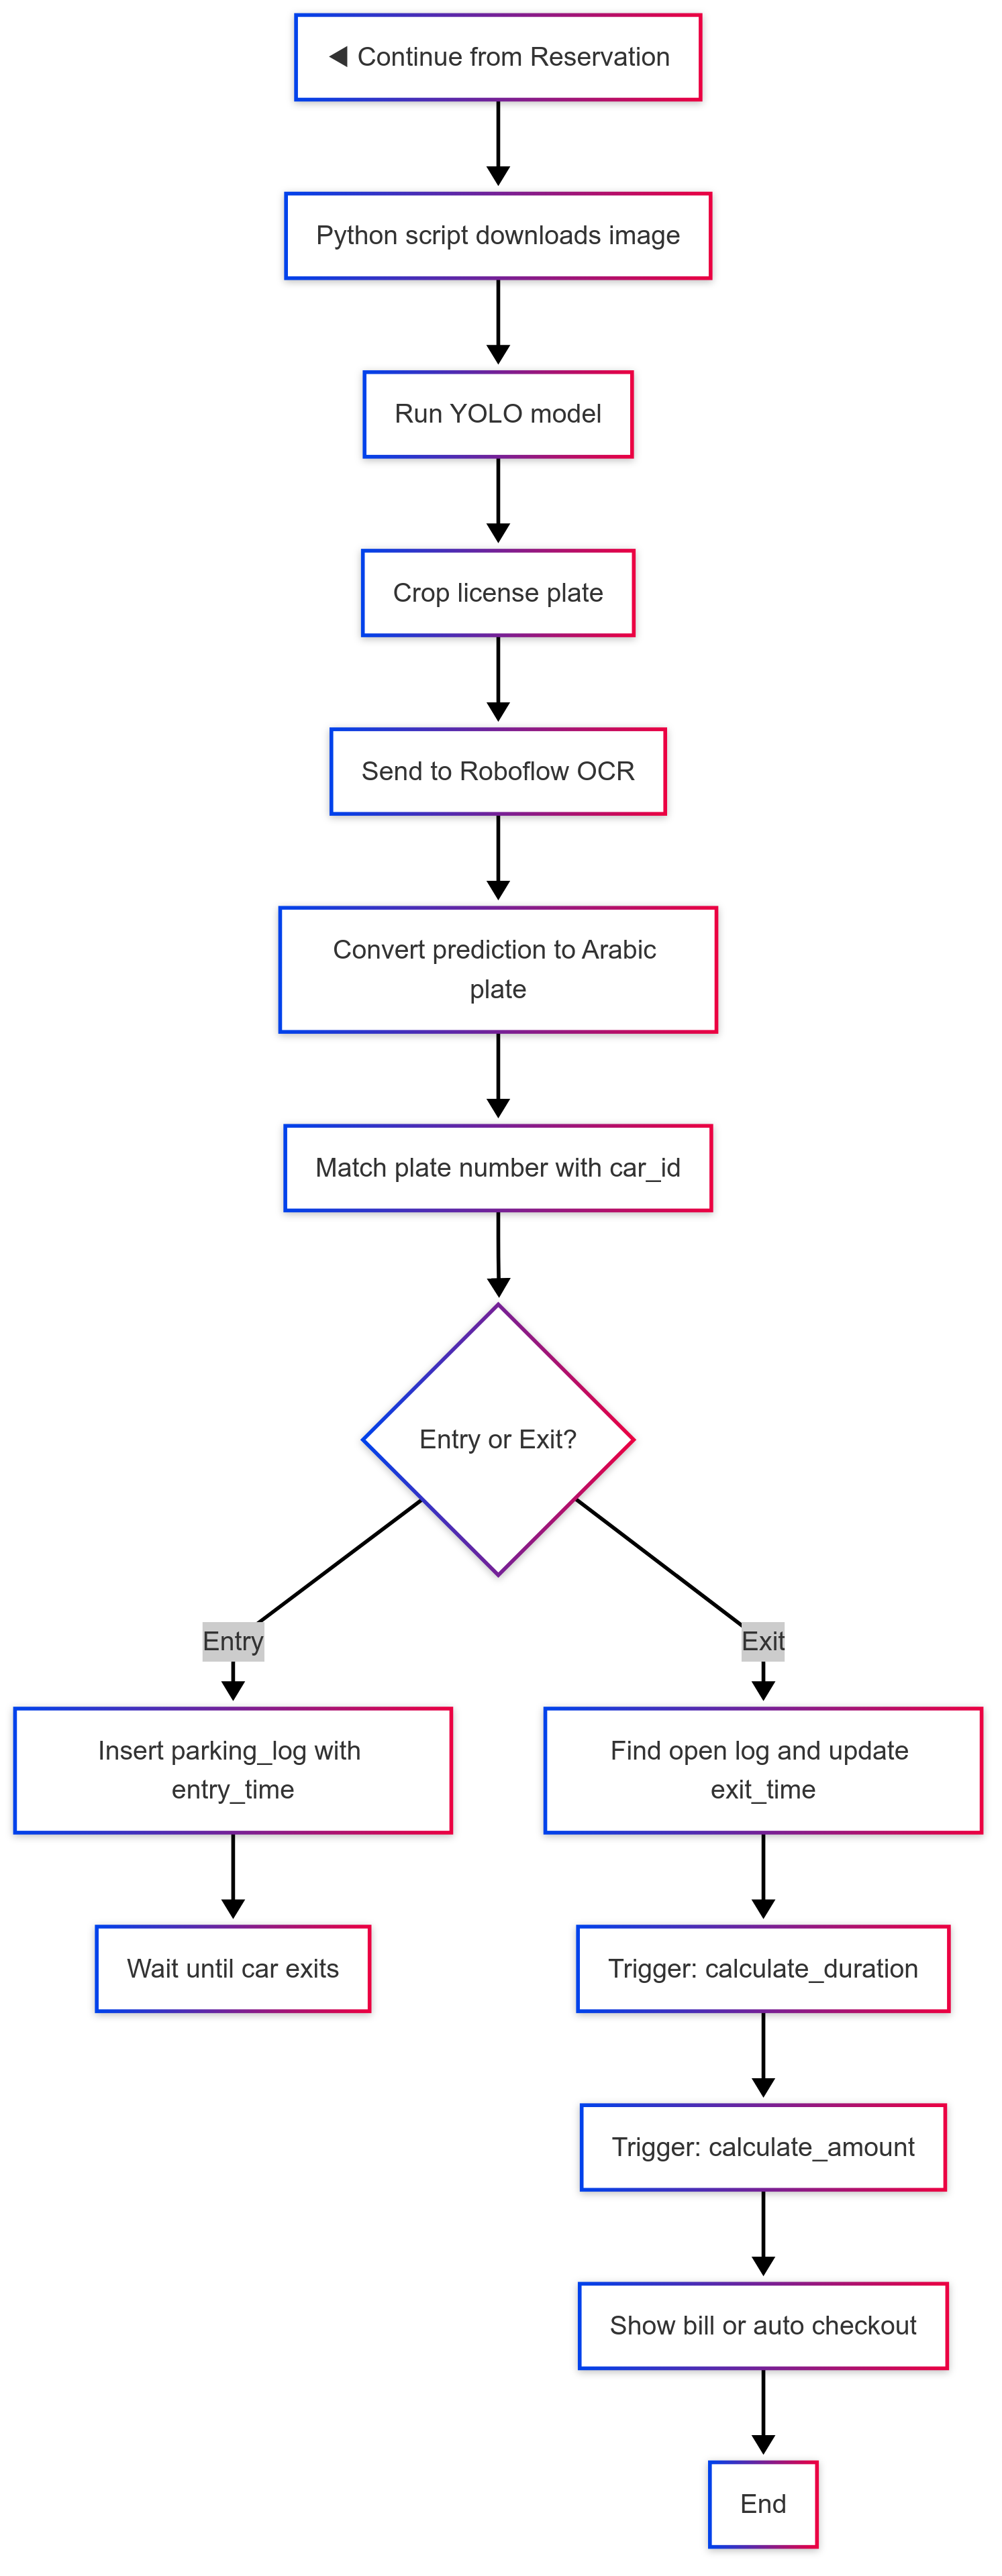 ◀ Continue from Reservation
Python script downloads image
Run YOLO model
Crop license plate
Send to Roboflow OCR
Convert prediction to Arabic
plate
Match plate number with car_id
Entry or Exit?
Entry
Exit
Insert parking_log with
entry_time
Find open log and update
exit_time
Wait until car exits
Trigger: calculate_duration
Trigger: calculate_amount
Show bill or auto checkout
End